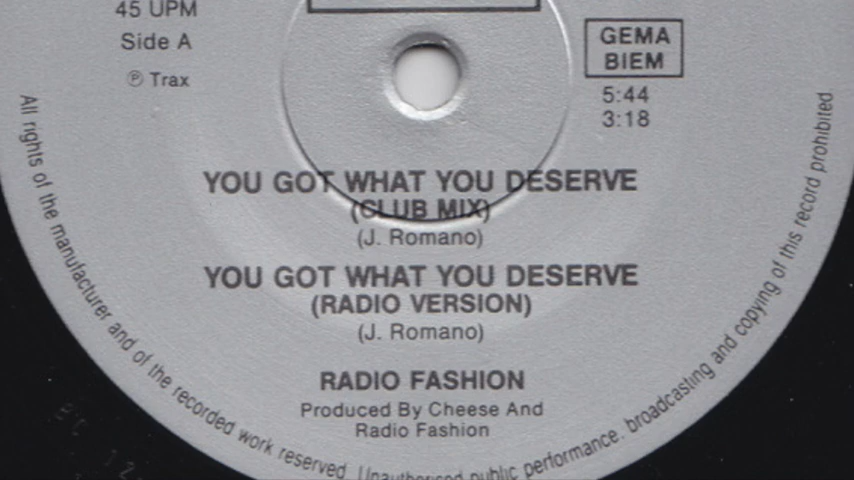 45 UPM
Side A
℗ Trax
GEMA
BIEM
5:44
3:18
YOU GOT WHAT YOU DESERVE
(CLUB MIX)
(J. Romano)
YOU GOT WHAT YOU DESERVE
(RADIO VERSION)
(J. Romano)
RADIO FASHION
Produced By Cheese And
Radio Fashion
All rights of the manufacturer and of the recorded work reserved. Unauthorised public performance, broadcasting and copying of this record prohibited